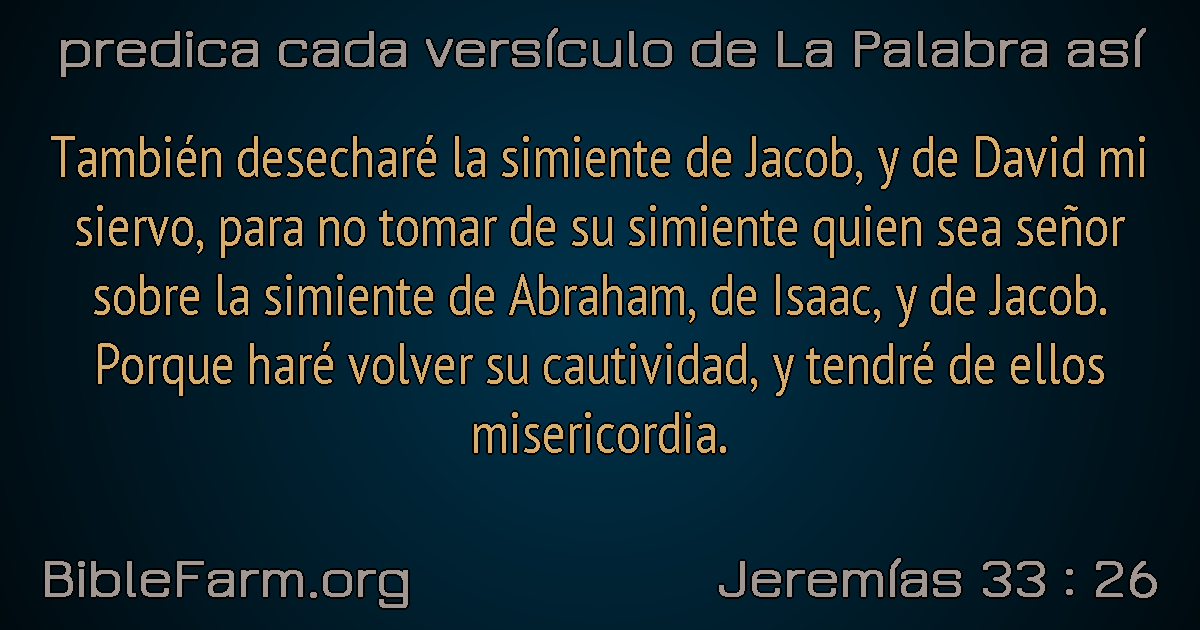 predica cada versículo de La Palabra así
También desecharé la simiente de Jacob, y de David mi
siervo, para no tomar de su simiente quien sea señor
sobre la simiente de Abraham, de Isaac, y de Jacob.
Porque haré volver su cautividad, y tendré de ellos
misericordia.
BibleFarm.org
Jeremías 33 : 26